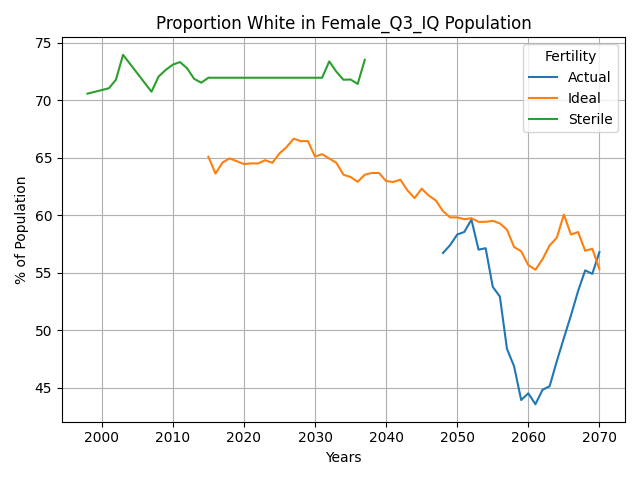 Proportion White in Female_Q3_IQ Population
% of Population
75
70
65
60
55
50
45
Fertility
Actual
Ideal
Sterile
2000 2010 2020 2030 2040 2050 2060 2070
Years